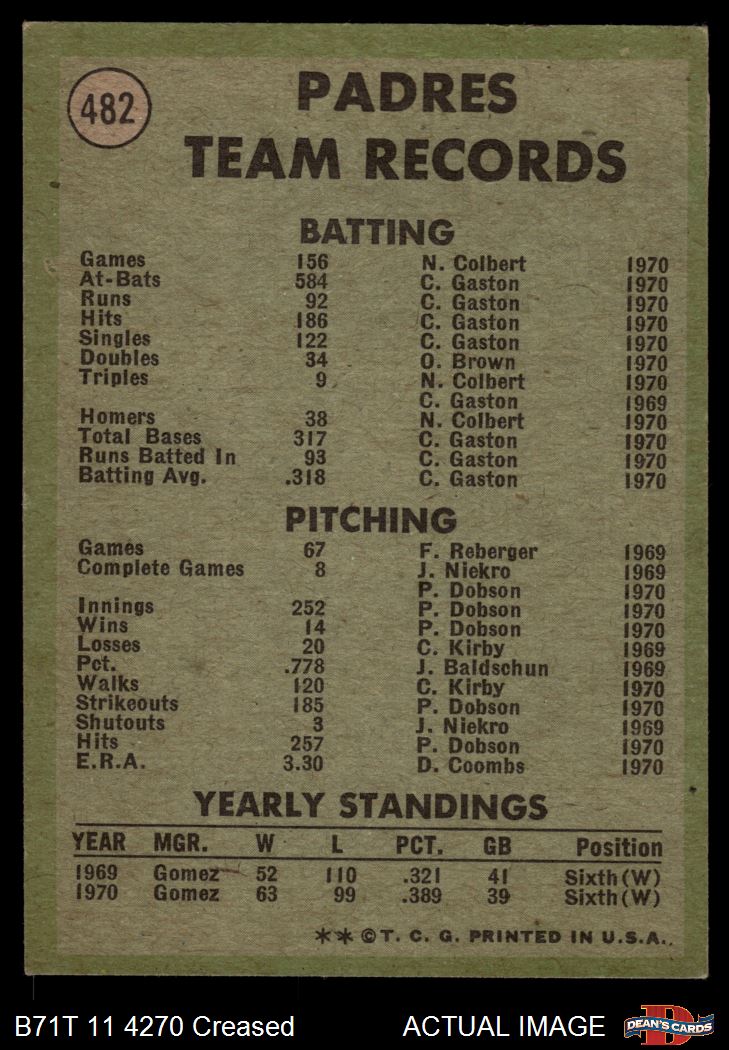 482
PADRES
TEAM RECORDS
BATTING
Games 156 N. Colbert 1970
At-Bats 584 C. Gaston 1970
Runs 92 C. Gaston 1970
Hits 186 C. Gaston 1970
Singles 122 C. Gaston 1970
Doubles 34 O. Brown 1970
Triples 9 N. Colbert 1970
C. Gaston 1969
Homers 38 N. Colbert 1970
Total Bases 317 C. Gaston 1970
Runs Batted In 93 C. Gaston 1970
Batting Avg. .318 C. Gaston 1970
PITCHING
Games 67 F. Reberger 1969
Complete Games 8 J. Niekro 1969
P. Dobson 1970
Innings 252 P. Dobson 1970
Wins 14 P. Dobson 1970
Losses 20 C. Kirby 1969
Pct. .778 J. Baldschun 1969
Walks 120 C. Kirby 1970
Strikeouts 185 P. Dobson 1970
Shutouts 3 J. Niekro 1969
Hits 257 P. Dobson 1970
E.R.A. 3.30 D. Coombs 1970
YEARLY STANDINGS
YEAR MGR. W L PCT. GB Position
1969 Gomez 52 110 .321 41 Sixth (W)
1970 Gomez 63 99 .389 39 Sixth (W)
** © T. C. G. PRINTED IN U.S.A.
B71T 11 4270 Creased ACTUAL IMAGE DEAN'S CARDS